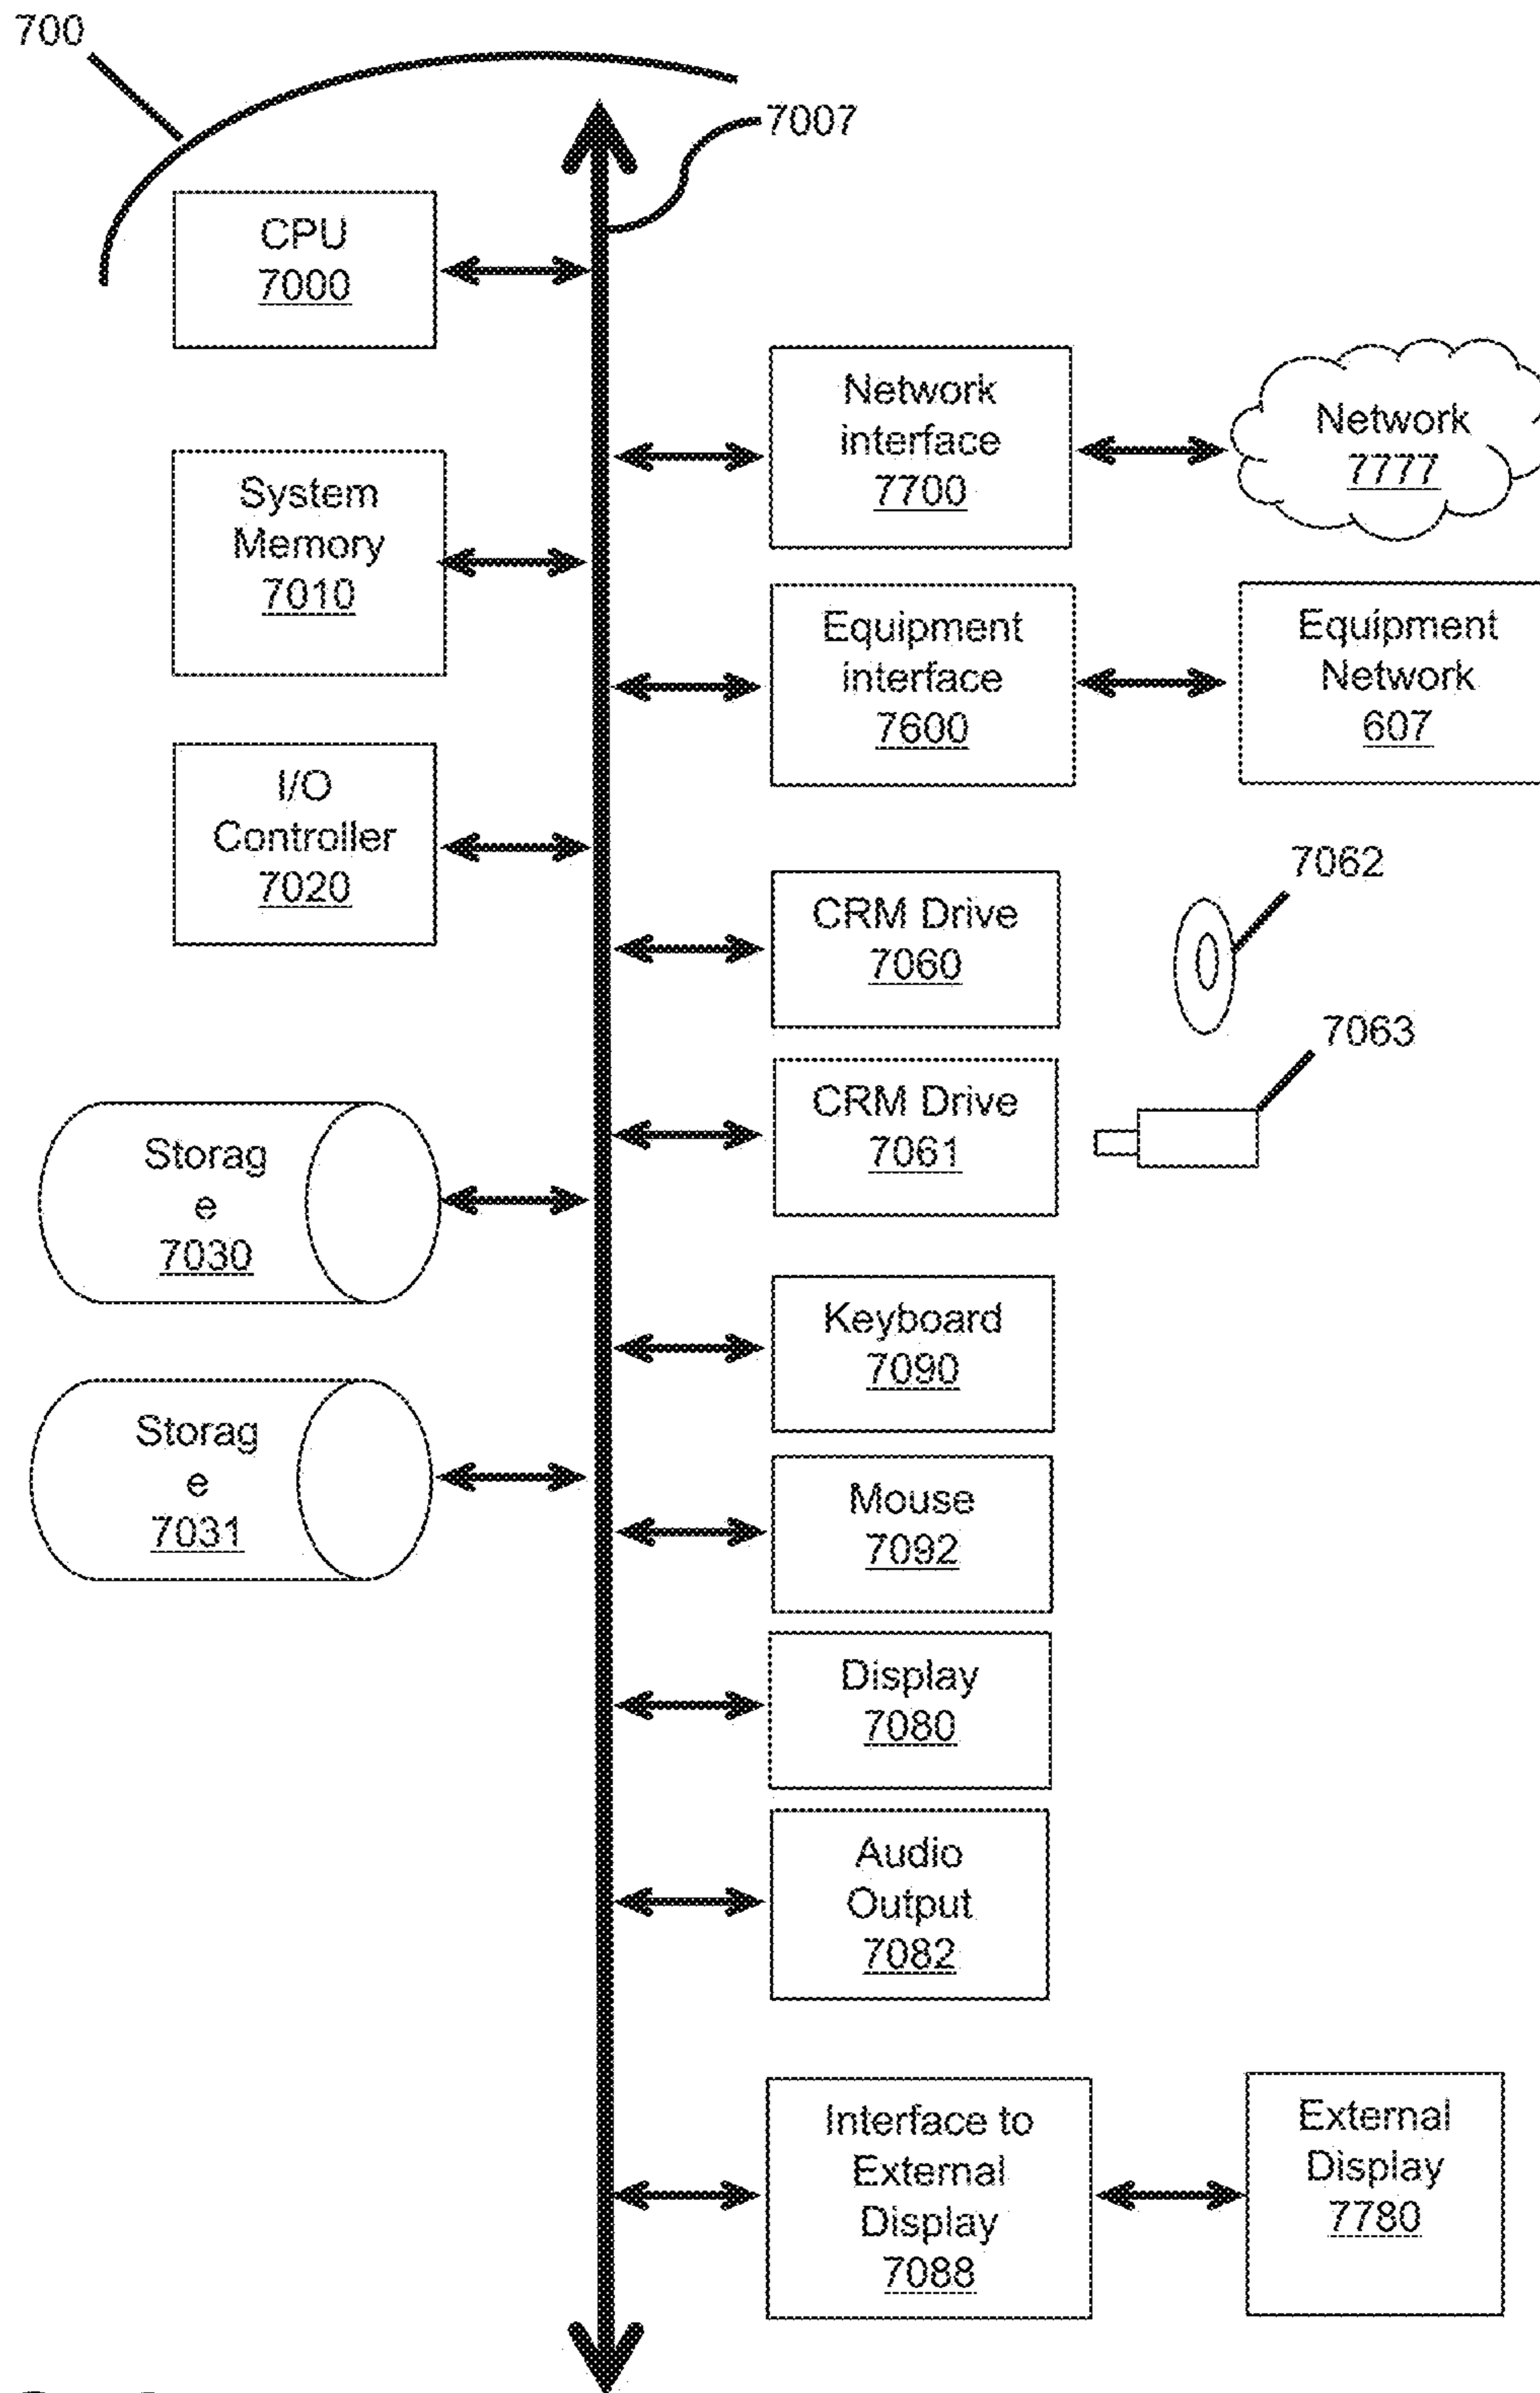 700
7007
CPU
7000
Network
interface
7700
Network
7777
System
Memory
7010
Equipment
interface
7600
Equipment
Network
607
I/O
Controller
7020
CRM Drive
7060
7062
CRM Drive
7061
7063
Storag
e
7030
Keyboard
7090
Storag
e
7031
Mouse
7092
Display
7080
Audio
Output
7082
Interface to
External
Display
7088
External
Display
7780